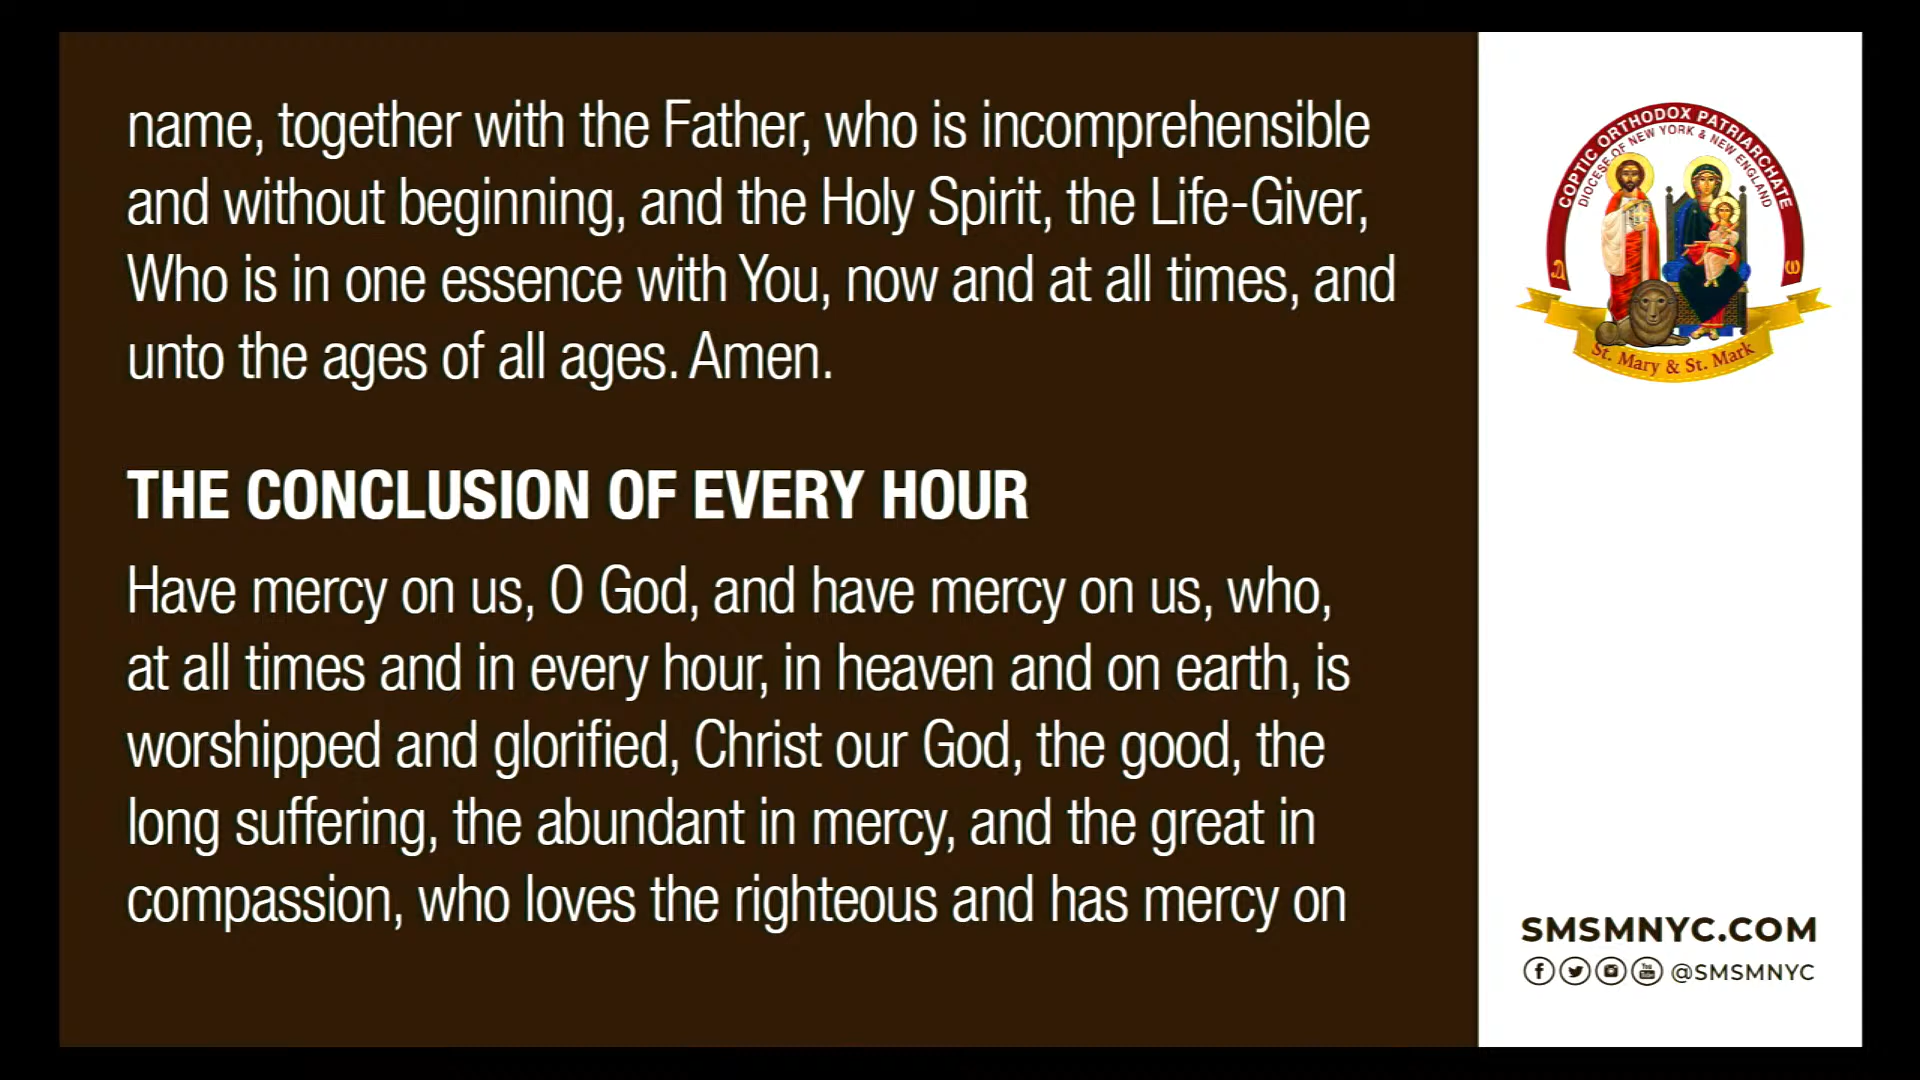 name, together with the Father, who is incomprehensible
and without beginning, and the Holy Spirit, the Life-Giver,
Who is in one essence with You, now and at all times, and
unto the ages of all ages. Amen.
THE CONCLUSION OF EVERY HOUR
Have mercy on us, O God, and have mercy on us, who,
at all times and in every hour, in heaven and on earth, is
worshipped and glorified, Christ our God, the good, the
long suffering, the abundant in mercy, and the great in
compassion, who loves the righteous and has mercy on
COPTIC ORTHODOX PATRIARCHATE
DIOCESE OF NEW YORK & NEW ENGLAND
St. Mary & St. Mark
SMSMNYC.COM
@SMSMNYC